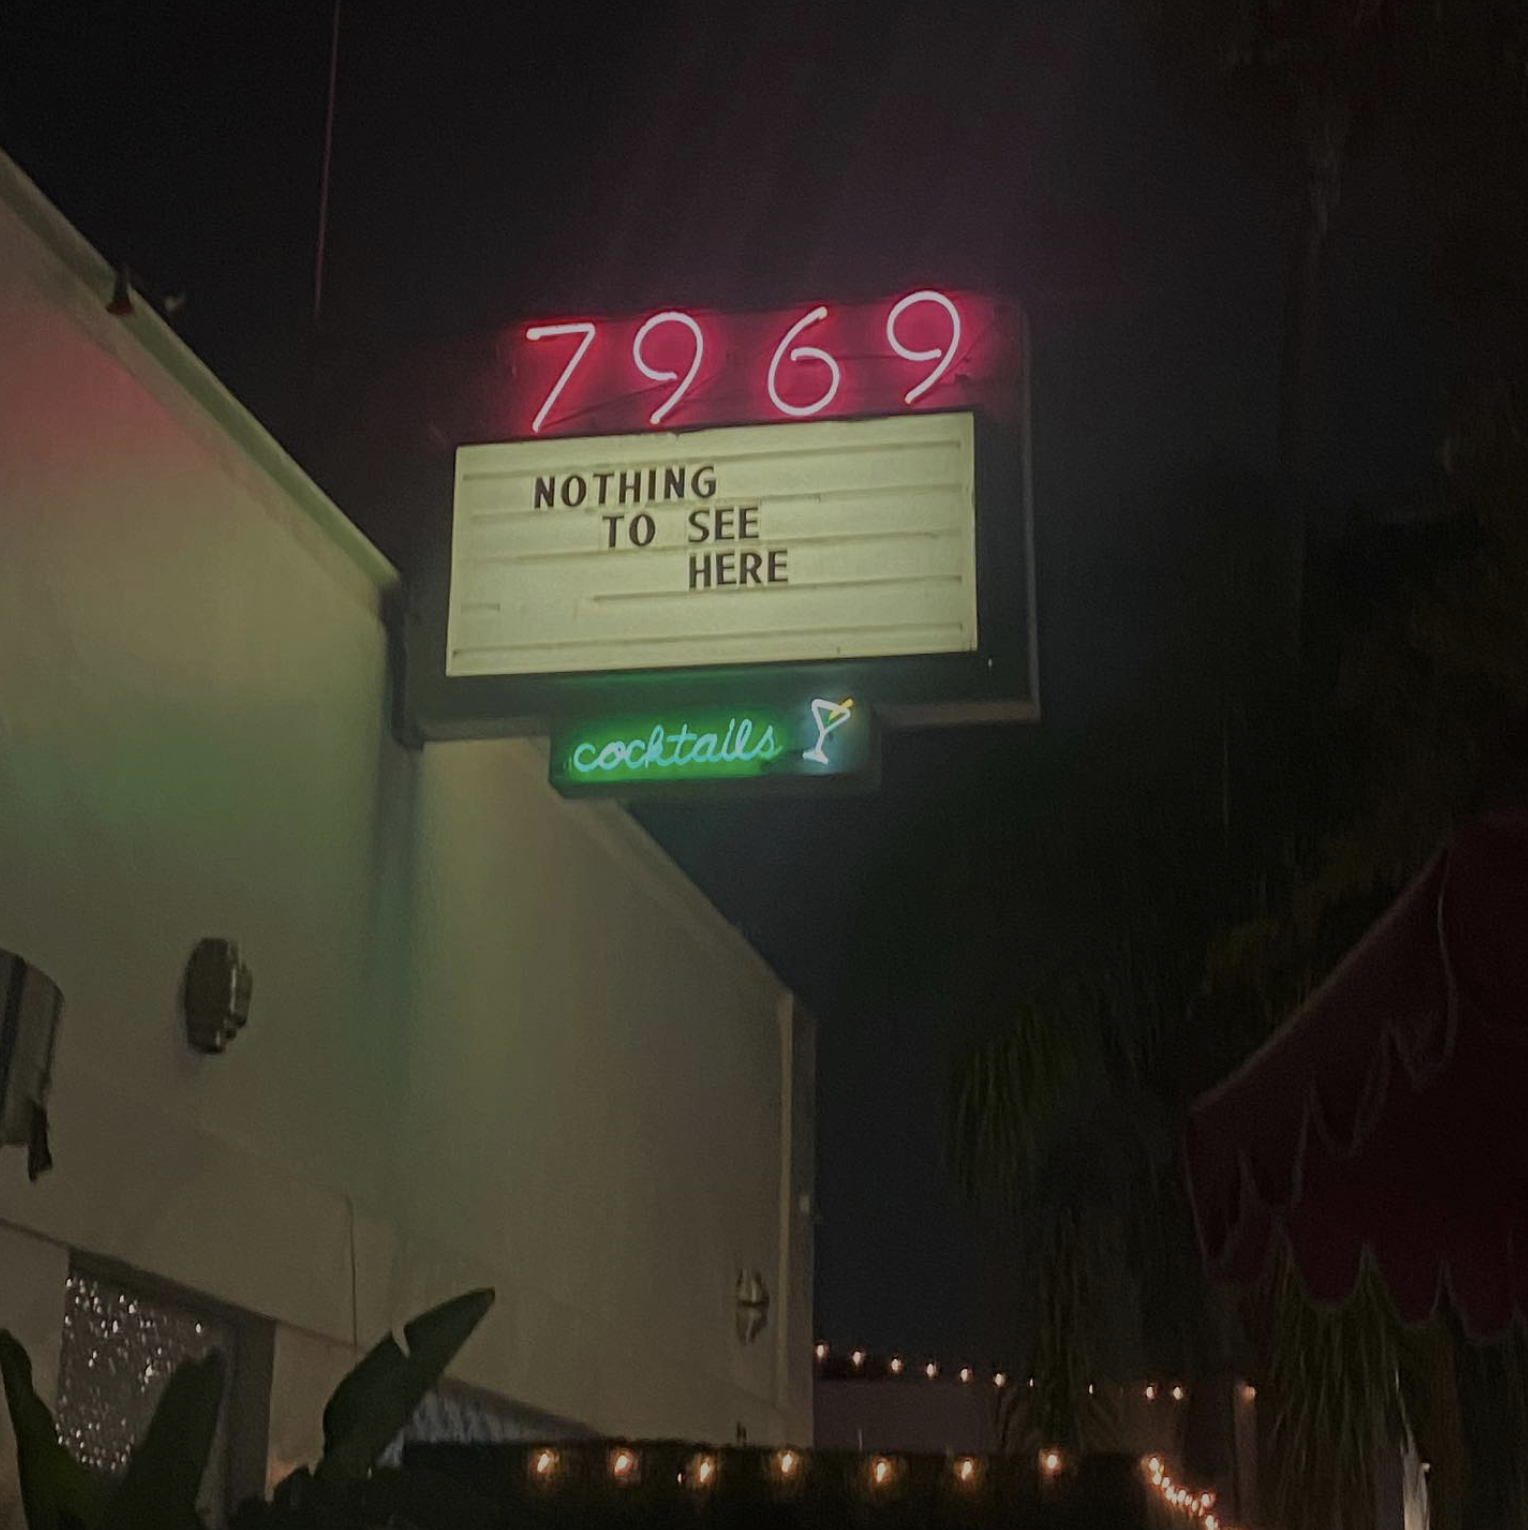 7969
NOTHING
TO SEE
HERE
cocktails